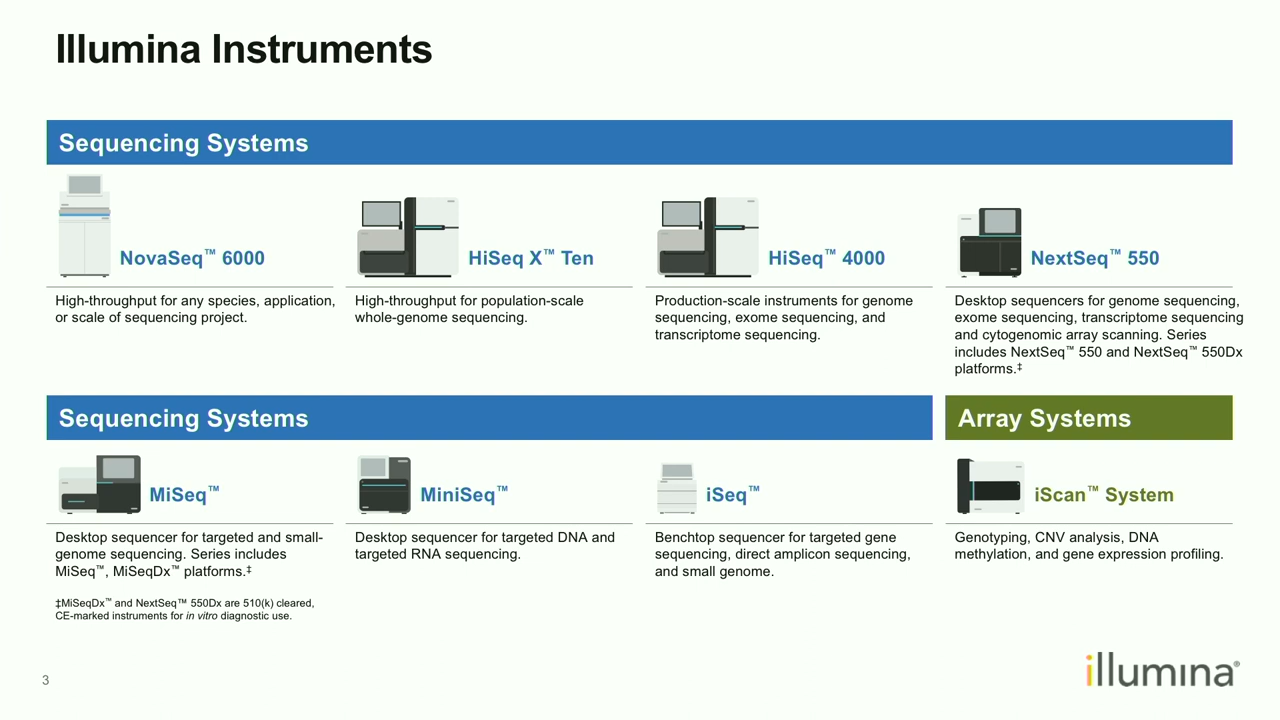 Illumina Instruments
Sequencing Systems
NovaSeq™ 6000
High-throughput for any species, application,
or scale of sequencing project.
HiSeq X™ Ten
High-throughput for population-scale
whole-genome sequencing.
HiSeq™ 4000
Production-scale instruments for genome
sequencing, exome sequencing, and
transcriptome sequencing.
NextSeq™ 550
Desktop sequencers for genome sequencing,
exome sequencing, transcriptome sequencing
and cytogenomic array scanning. Series
includes NextSeq™ 550 and NextSeq™ 550Dx
platforms.‡
Sequencing Systems
MiSeq™
Desktop sequencer for targeted and small-
genome sequencing. Series includes
MiSeq™, MiSeqDx™ platforms.‡
MiniSeq™
Desktop sequencer for targeted DNA and
targeted RNA sequencing.
iSeq™
Benchtop sequencer for targeted gene
sequencing, direct amplicon sequencing,
and small genome.
Array Systems
iScan™ System
Genotyping, CNV analysis, DNA
methylation, and gene expression profiling.
‡MiSeqDx™ and NextSeq™ 550Dx are 510(k) cleared,
CE-marked instruments for in vitro diagnostic use.
3
illumina®